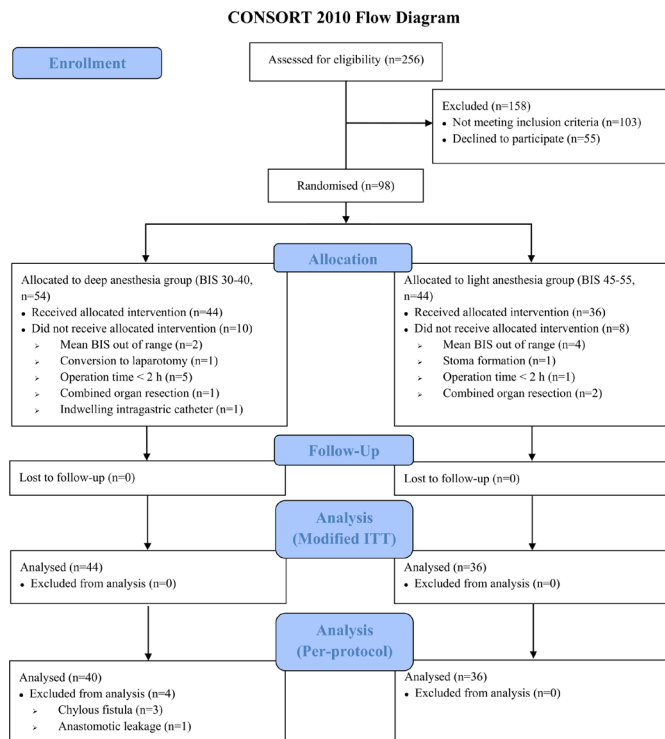 CONSORT 2010 Flow Diagram
Enrollment
Assessed for eligibility (n=256)
Excluded (n=158)
• Not meeting inclusion criteria (n=103)
• Declined to participate (n=55)
Randomised (n=98)
Allocation
Allocated to deep anesthesia group (BIS 30-40,
n=54)
• Received allocated intervention (n=44)
• Did not receive allocated intervention (n=10)
➢ Mean BIS out of range (n=2)
➢ Conversion to laparotomy (n=1)
➢ Operation time < 2 h (n=5)
➢ Combined organ resection (n=1)
➢ Indwelling intragastric catheter (n=1)
Allocated to light anesthesia group (BIS 45-55,
n=44)
• Received allocated intervention (n=36)
• Did not receive allocated intervention (n=8)
➢ Mean BIS out of range (n=4)
➢ Stoma formation (n=1)
➢ Operation time < 2 h (n=1)
➢ Combined organ resection (n=2)
Follow-Up
Lost to follow-up (n=0)
Lost to follow-up (n=0)
Analysis
(Modified ITT)
Analysed (n=44)
• Excluded from analysis (n=0)
Analysed (n=36)
• Excluded from analysis (n=0)
Analysis
(Per-protocol)
Analysed (n=40)
• Excluded from analysis (n=4)
➢ Chylous fistula (n=3)
➢ Anastomotic leakage (n=1)
Analysed (n=36)
• Excluded from analysis (n=0)